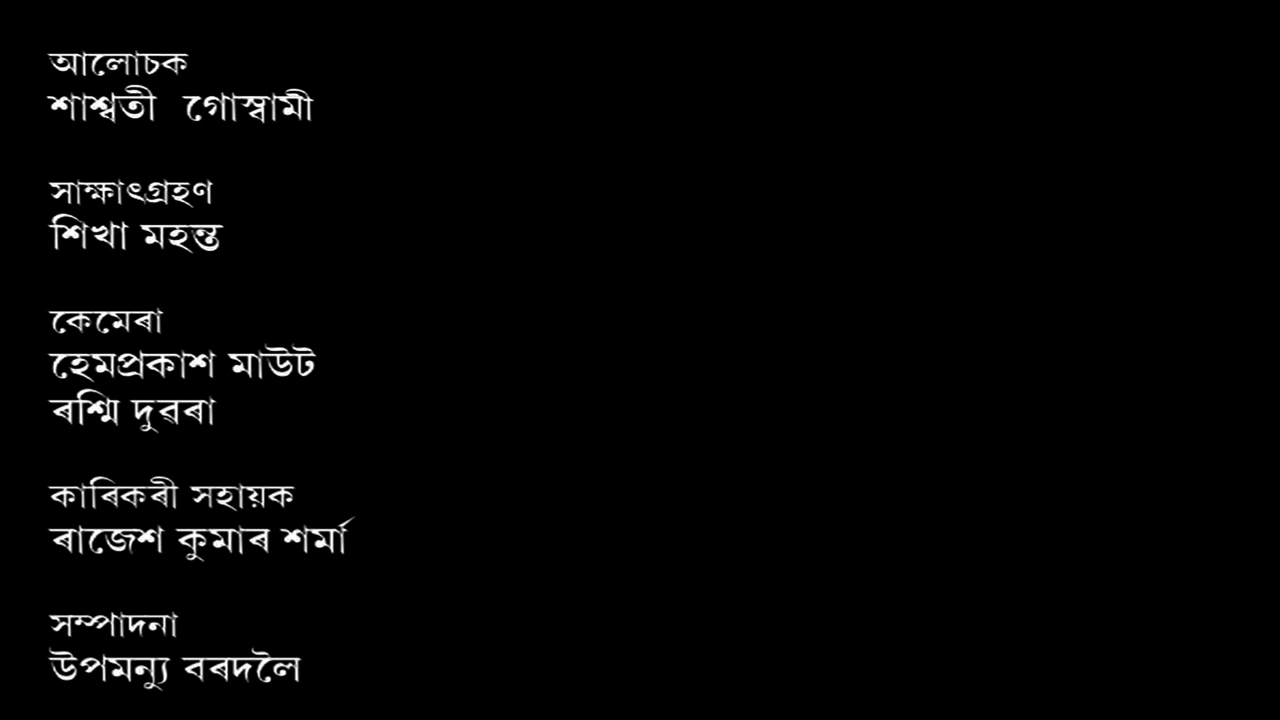 আলোচক
শাশ্বতী গোস্বামী
সাক্ষাৎগ্ৰহণ
শিখা মহন্ত
কেমেৰা
হেমপ্ৰকাশ মাউট
ৰশ্মি দুৱৰা
কাৰিকৰী সহায়ক
ৰাজেশ কুমাৰ শৰ্মা
সম্পাদনা
উপমন্যু বৰদলৈ